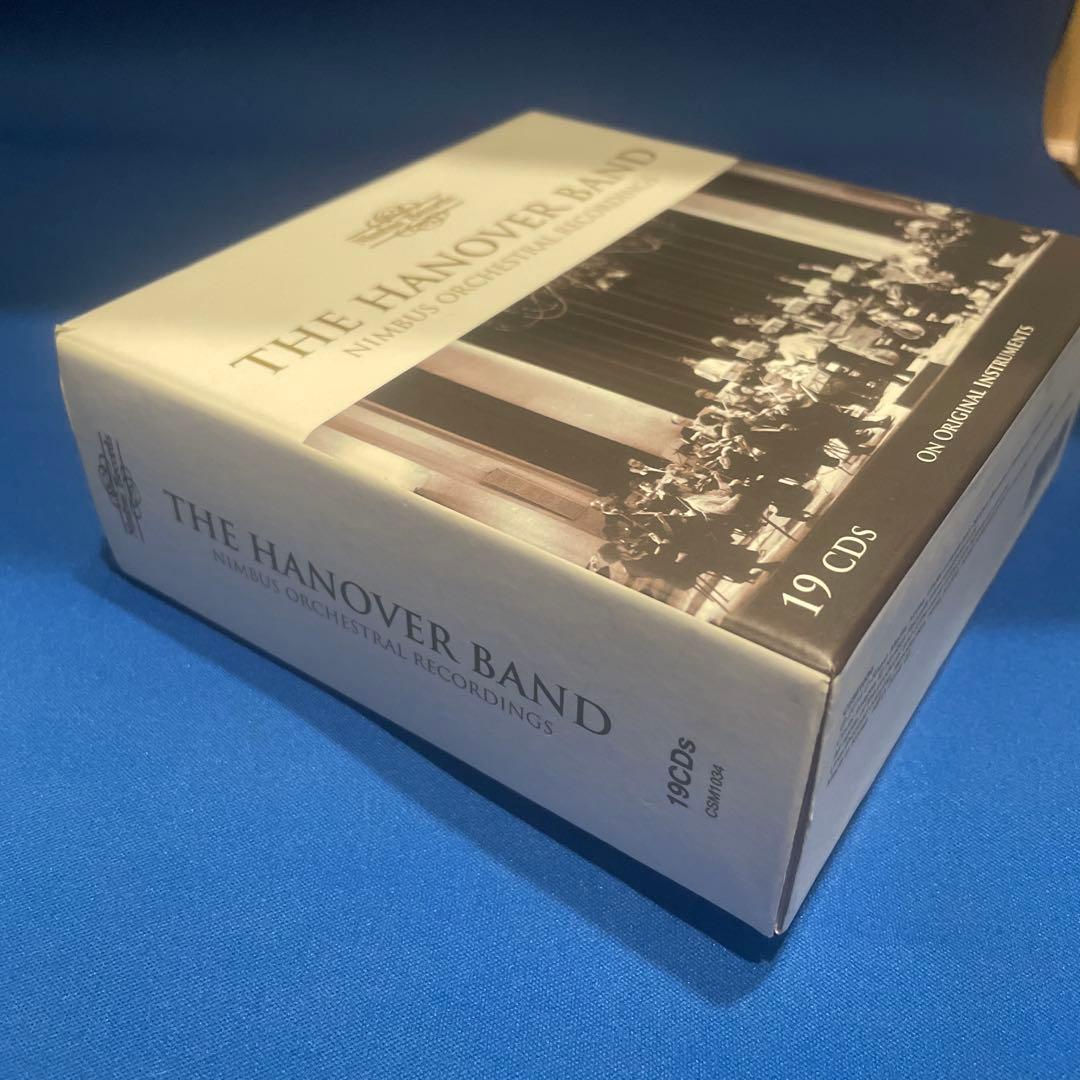 THE HANOVER BAND
NIMBUS ORCHESTRAL RECORDINGS
ON ORIGINAL INSTRUMENTS
19 CDs
THE HANOVER BAND
NIMBUS ORCHESTRAL RECORDINGS
19CDs
CSM1034